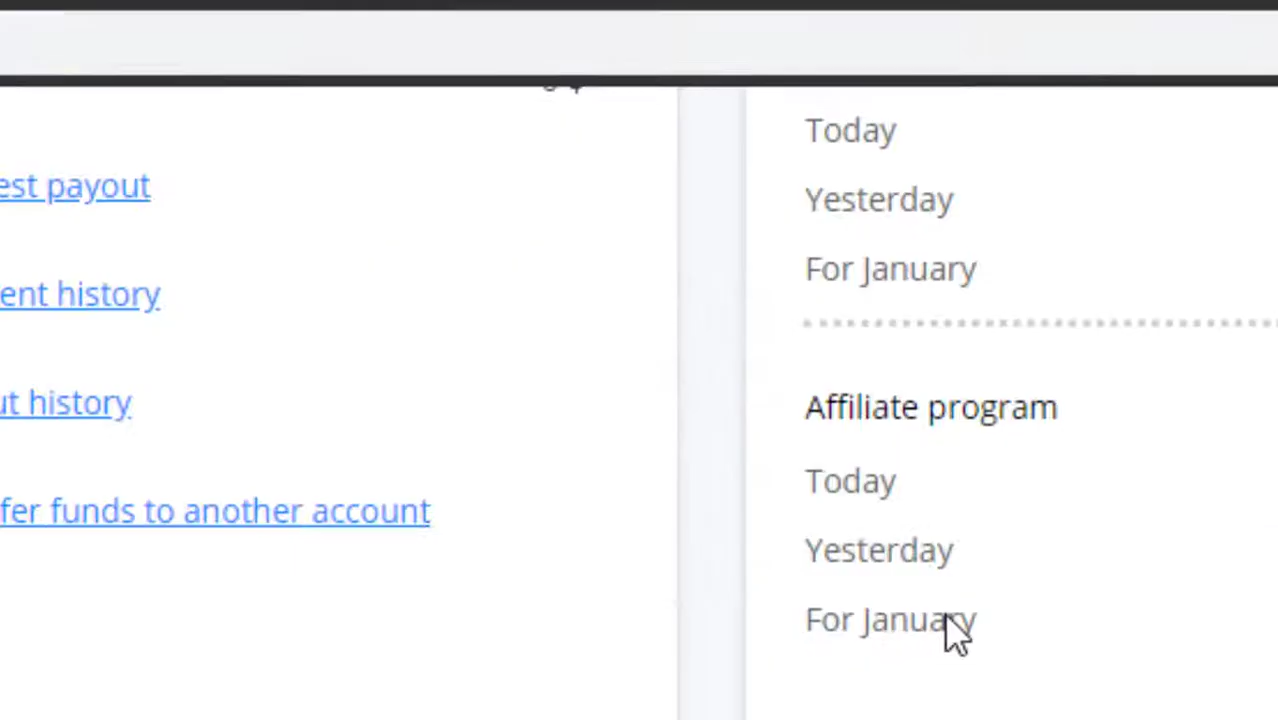 est payout
ent history
ut history
fer funds to another account
Today
Yesterday
For January
Affiliate program
Today
Yesterday
For January